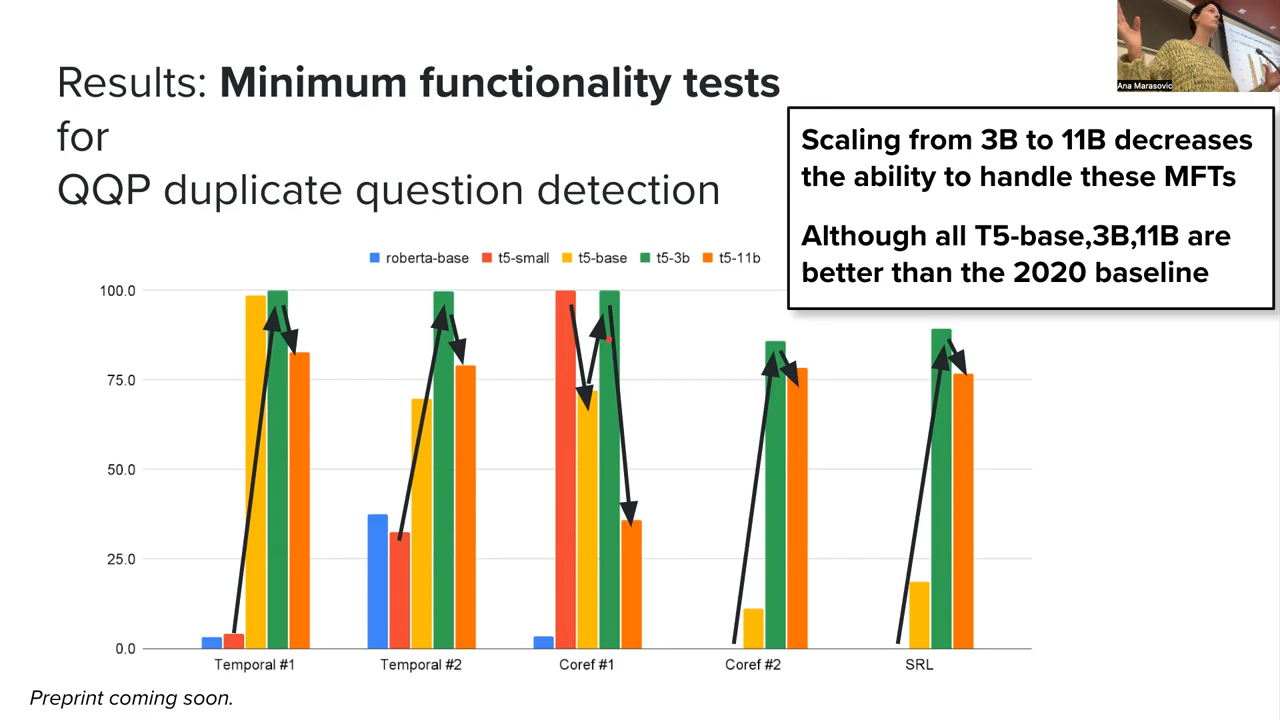 Ana Marasovic
Results: Minimum functionality tests
for
QQP duplicate question detection
Scaling from 3B to 11B decreases
the ability to handle these MFTs
Although all T5-base,3B,11B are
better than the 2020 baseline
roberta-base t5-small t5-base t5-3b t5-11b
100.0
75.0
50.0
25.0
0.0
Temporal #1 Temporal #2 Coref #1 Coref #2 SRL
Preprint coming soon.